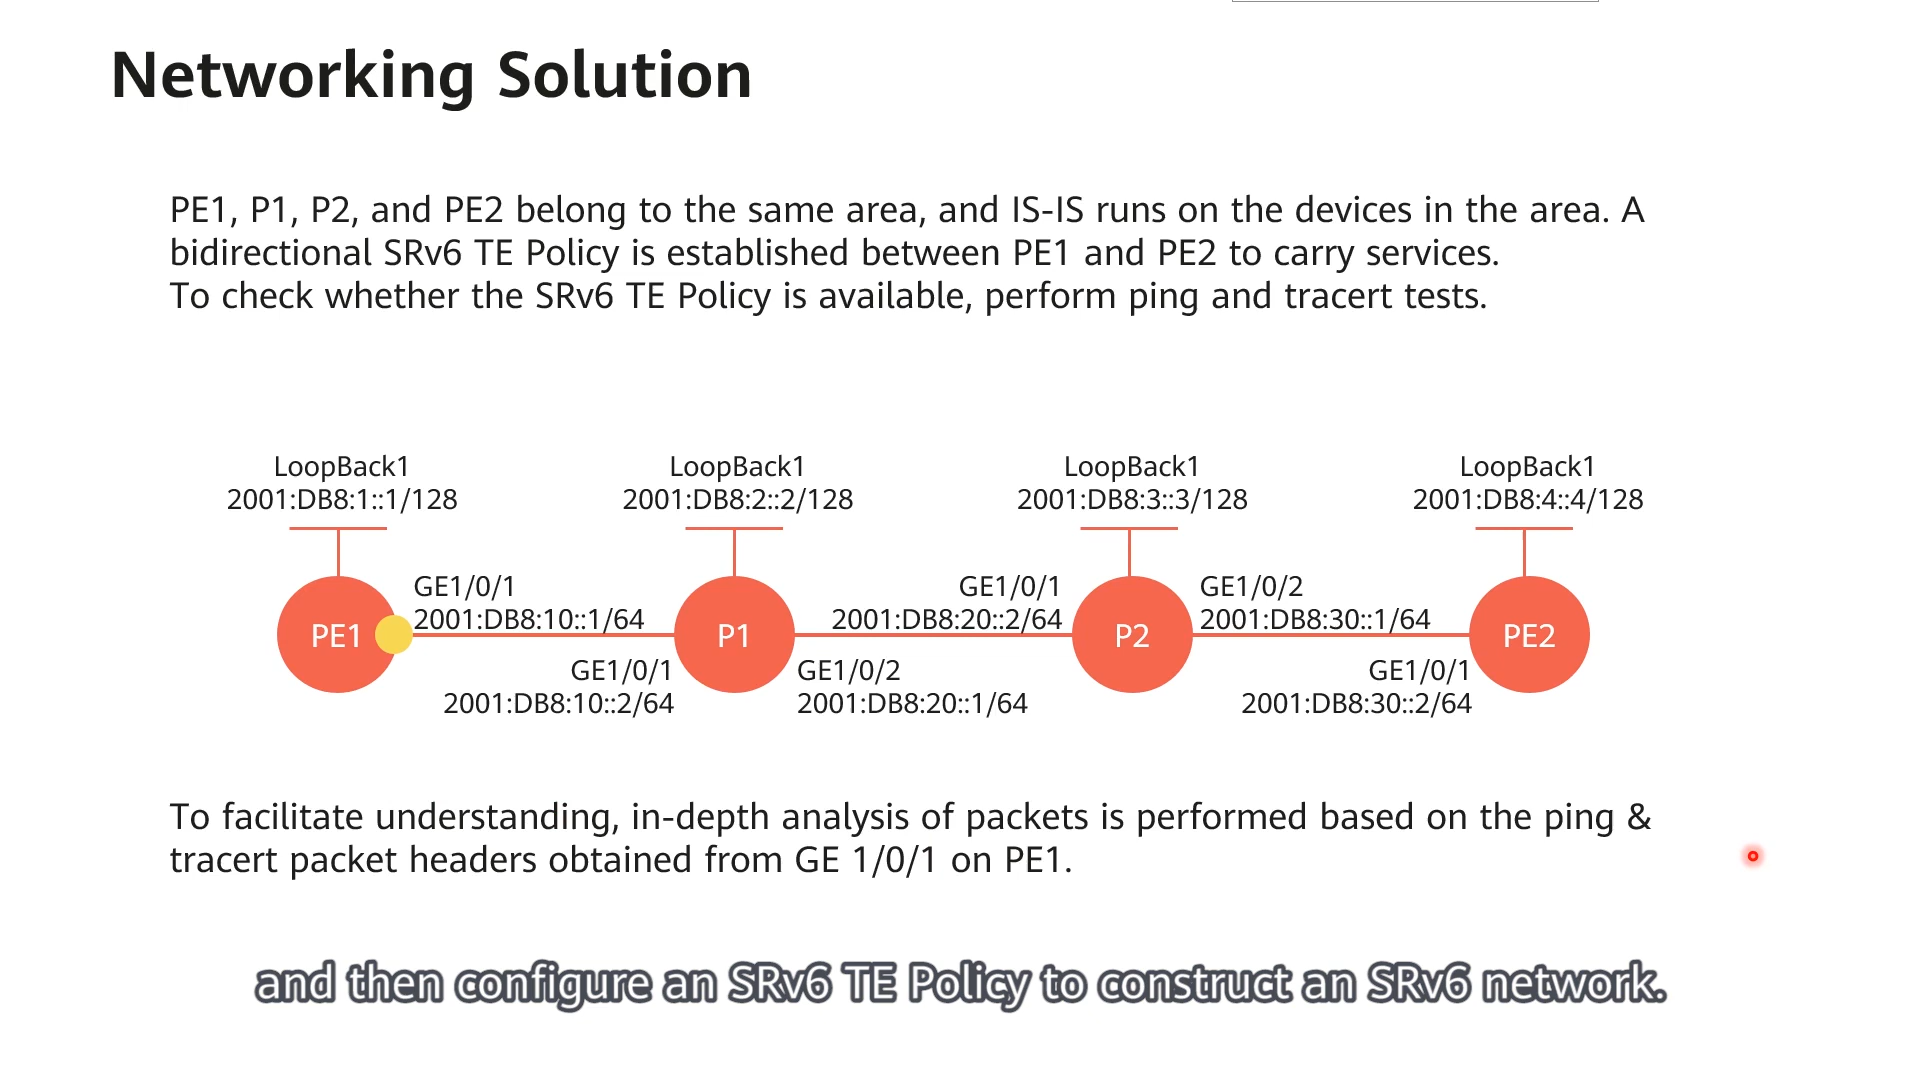 Networking Solution
PE1, P1, P2, and PE2 belong to the same area, and IS-IS runs on the devices in the area. A
bidirectional SRv6 TE Policy is established between PE1 and PE2 to carry services.
To check whether the SRv6 TE Policy is available, perform ping and tracert tests.
LoopBack1
2001:DB8:1::1/128
LoopBack1
2001:DB8:2::2/128
LoopBack1
2001:DB8:3::3/128
LoopBack1
2001:DB8:4::4/128
GE1/0/1
2001:DB8:10::1/64
GE1/0/1
2001:DB8:20::2/64
GE1/0/2
2001:DB8:30::1/64
PE1
P1
P2
PE2
GE1/0/1
2001:DB8:10::2/64
GE1/0/2
2001:DB8:20::1/64
GE1/0/1
2001:DB8:30::2/64
To facilitate understanding, in-depth analysis of packets is performed based on the ping &
tracert packet headers obtained from GE 1/0/1 on PE1.
and then configure an SRv6 TE Policy to construct an SRv6 network.